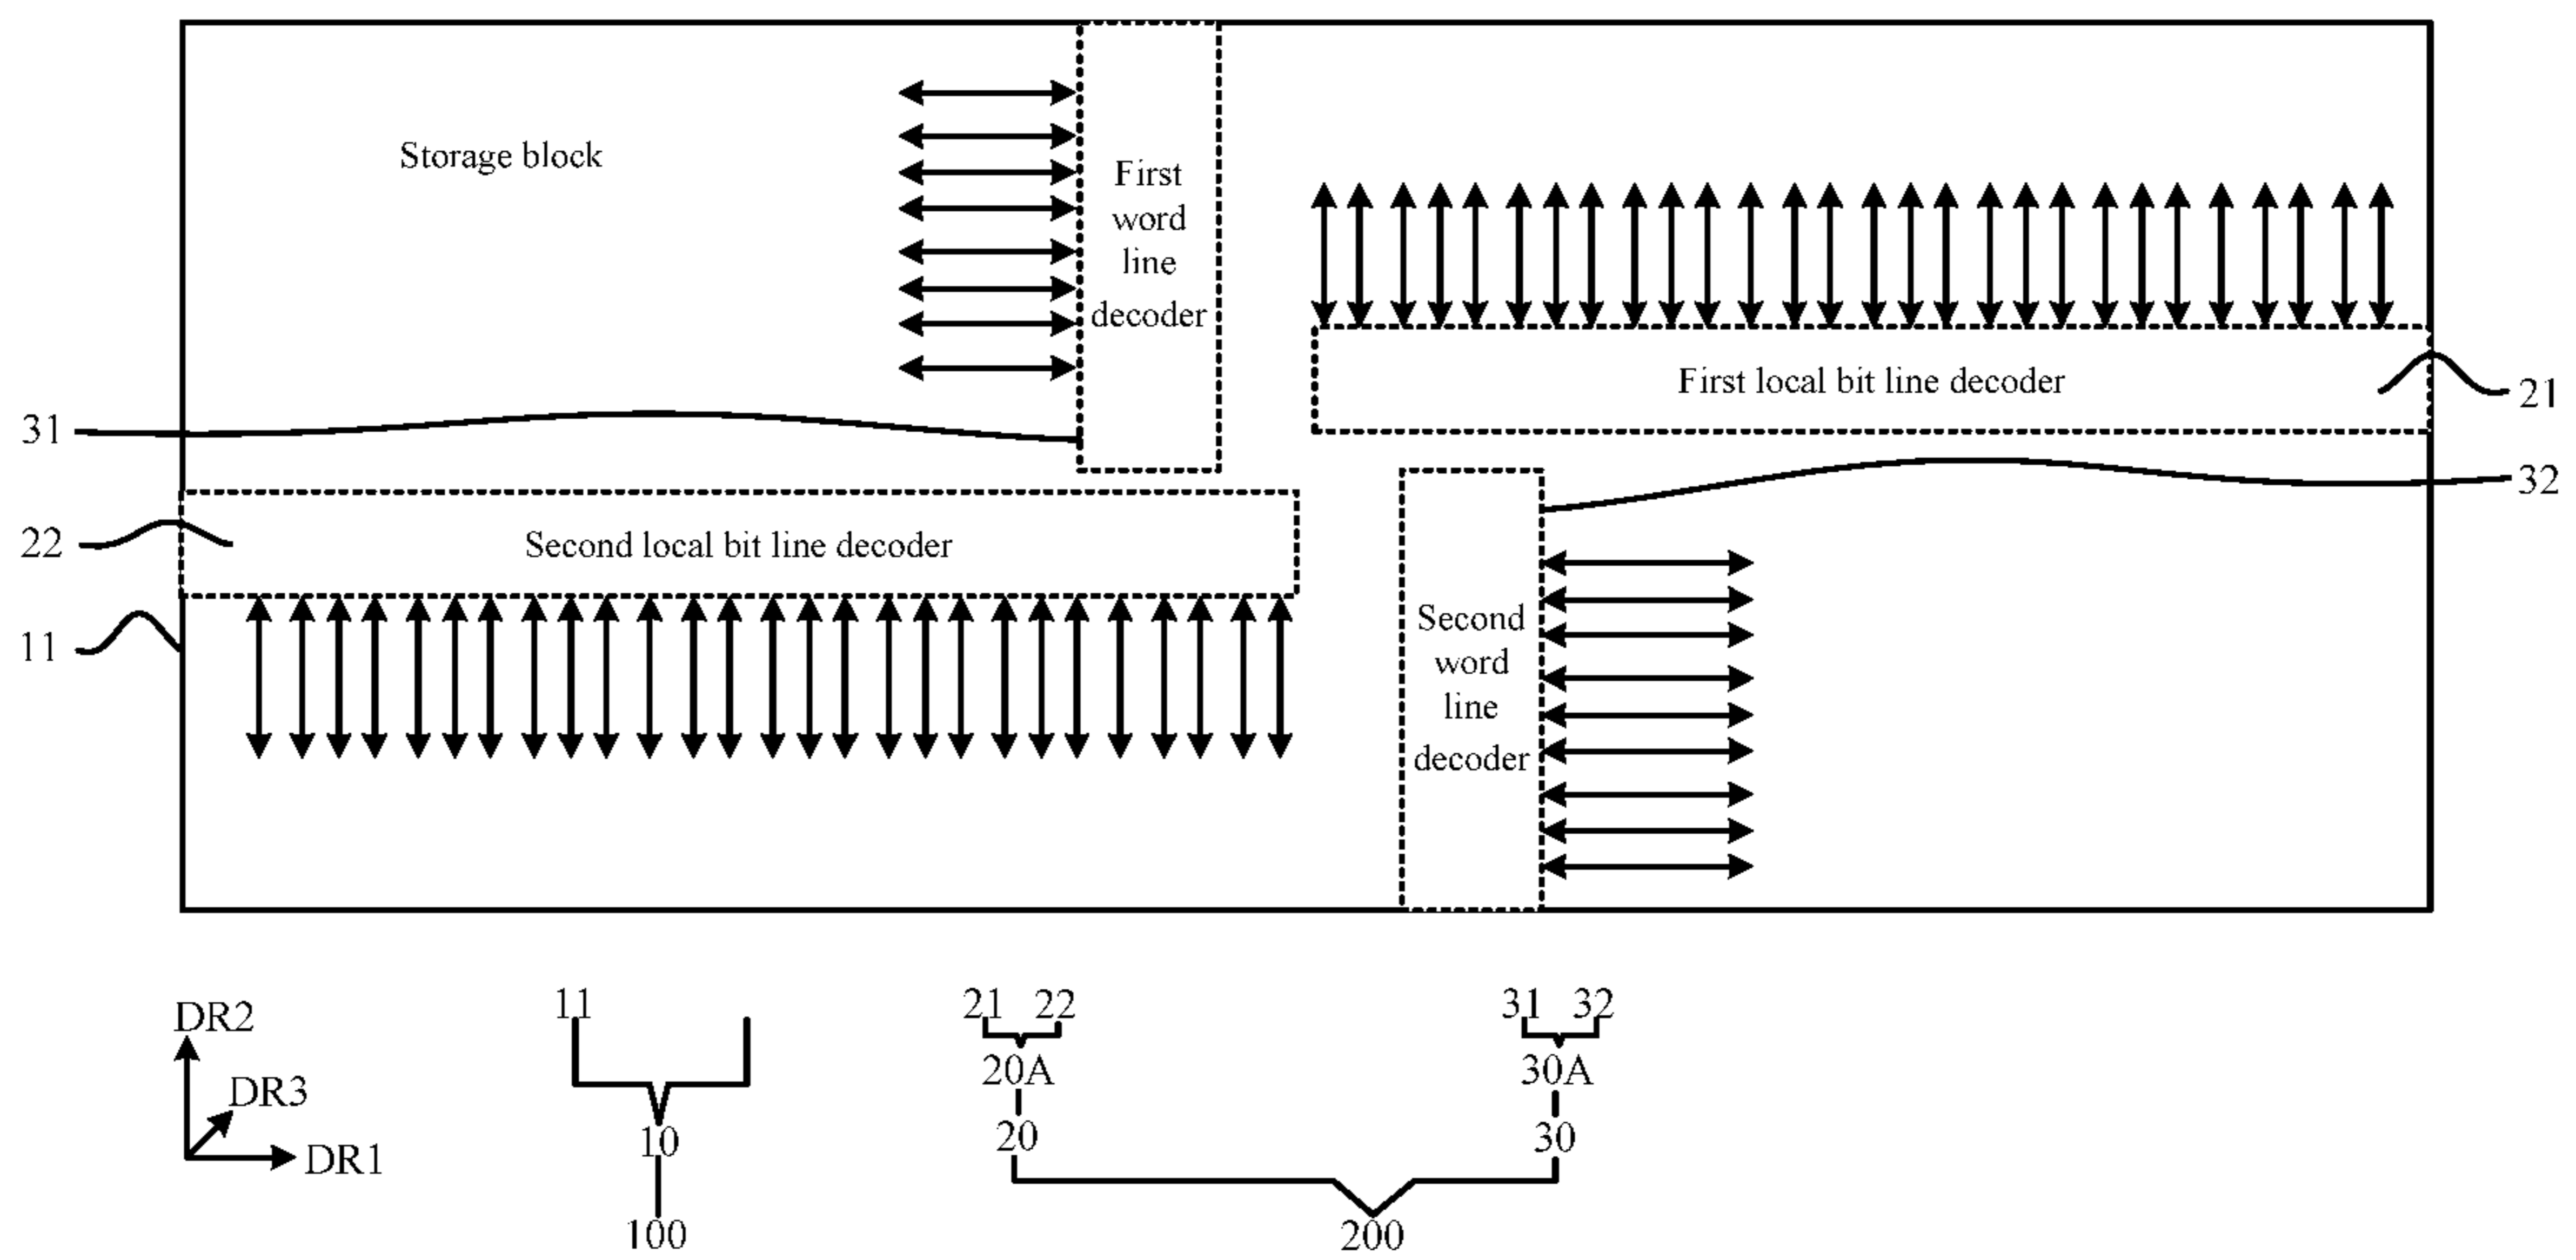 Storage block
First
word
line
decoder
First local bit line decoder
21
31
32
22
Second local bit line decoder
11
Second
word
line
decoder
DR2
DR3
DR1
11
10
100
21 22
20A
20
31 32
30A
30
200